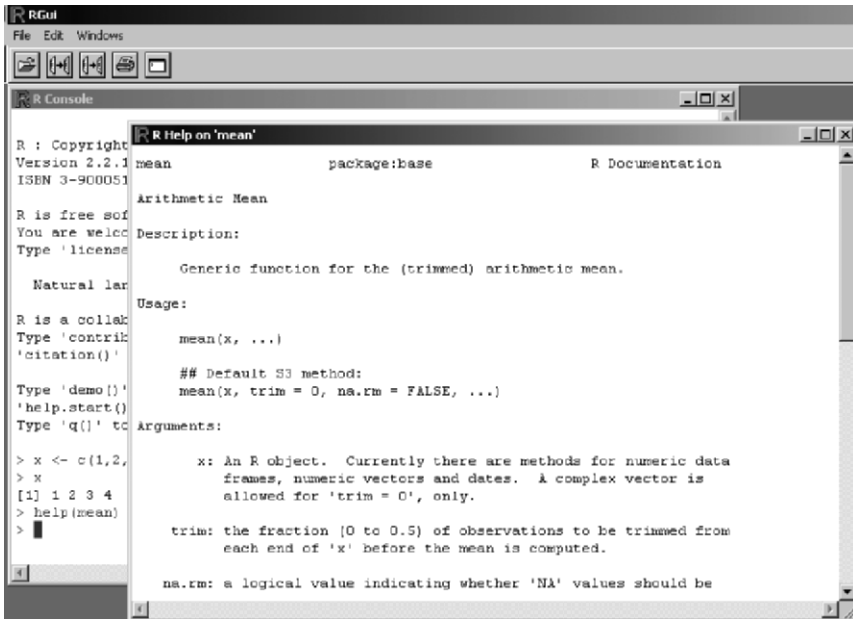 RGui
File Edit Windows
R Console
R : Copyright
Version 2.2.1
ISBN 3-900051
R is free sof
You are welco
Type 'license
Natural lan
R is a collab
Type 'contrib
'citation()'
Type 'demo()'
'help.start()
Type 'q()' to
> x <- c(1,2,
> x
[1] 1 2 3 4
> help(mean)
>
R Help on 'mean'
mean package:base R Documentation
Arithmetic Mean
Description:
Generic function for the (trimmed) arithmetic mean.
Usage:
mean(x, ...)
## Default S3 method:
mean(x, trim = 0, na.rm = FALSE, ...)
Arguments:
x: An R object. Currently there are methods for numeric data
frames, numeric vectors and dates. A complex vector is
allowed for 'trim = 0', only.
trim: the fraction (0 to 0.5) of observations to be trimmed from
each end of 'x' before the mean is computed.
na.rm: a logical value indicating whether 'NA' values should be